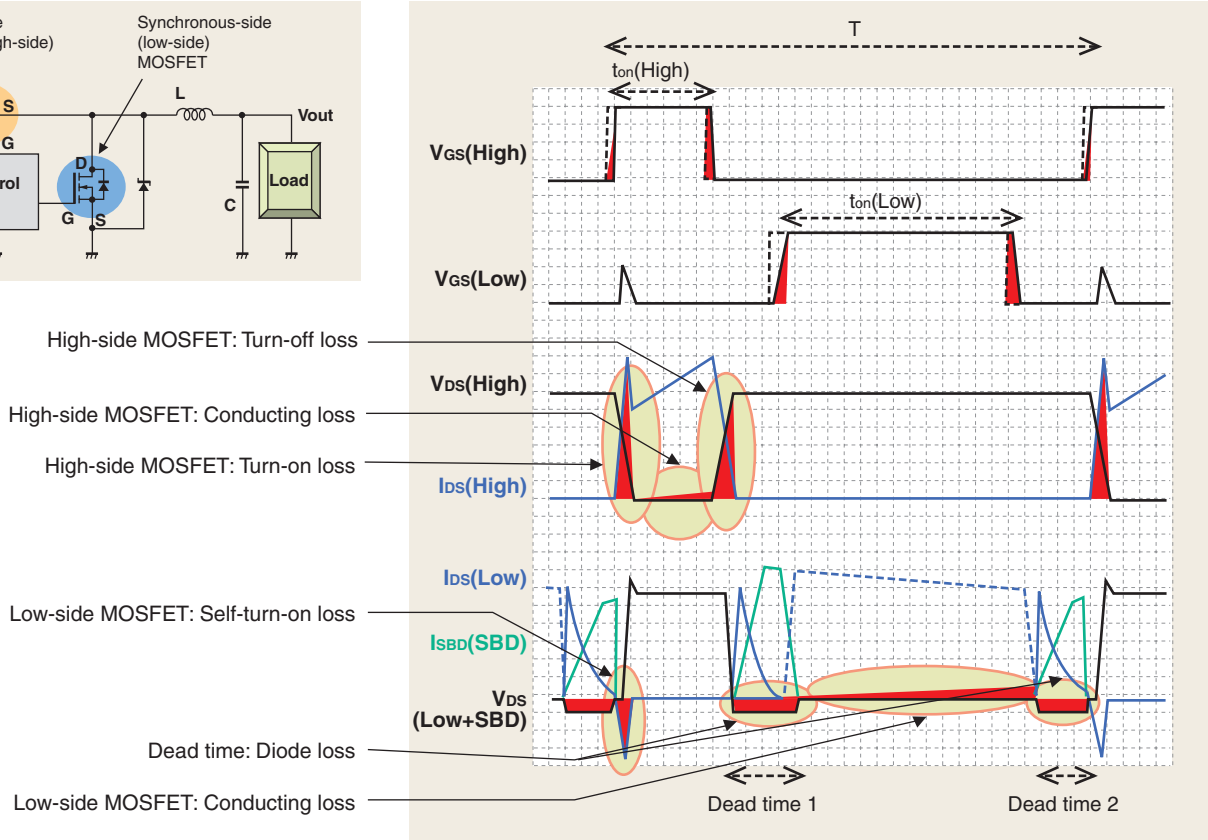 Synchronous-side
(low-side)
MOSFET
gh-side)
S
G
L
Vout
D
G
S
C
Load
T
ton(High)
VGS(High)
ton(Low)
VGS(Low)
High-side MOSFET: Turn-off loss
VDS(High)
High-side MOSFET: Conducting loss
High-side MOSFET: Turn-on loss
IDS(High)
IDS(Low)
Low-side MOSFET: Self-turn-on loss
ISBD(SBD)
VDS
(Low+SBD)
Dead time: Diode loss
Low-side MOSFET: Conducting loss
Dead time 1
Dead time 2